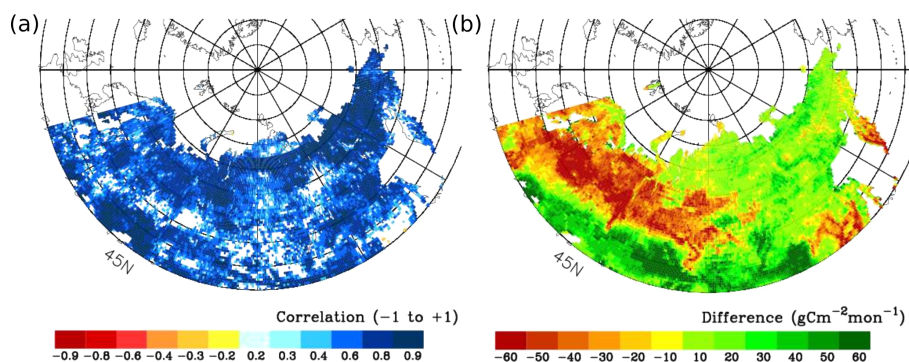 (a)
(b)
45N
45N
Correlation (−1 to +1)
−0.9 −0.8 −0.6 −0.4 −0.2 0.2 0.3 0.4 0.6 0.8 0.9
Difference (gCm⁻²mon⁻¹)
−60 −50 −40 −30 −20 −10 10 20 30 40 50 60